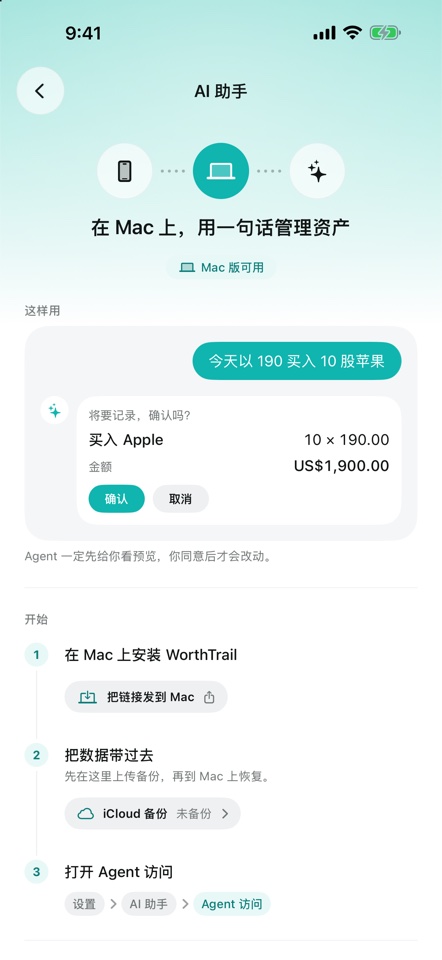 9:41
AI 助手
在 Mac 上，用一句话管理资产
Mac 版可用
这样用
今天以 190 买入 10 股苹果
将要记录，确认吗？
买入 Apple 10 × 190.00
金额 US$1,900.00
确认 取消
Agent 一定先给你看预览，你同意后才会改动。
开始
1 在 Mac 上安装 WorthTrail
把链接发到 Mac
2 把数据带过去
先在这里上传备份，再到 Mac 上恢复。
iCloud 备份 未备份
3 打开 Agent 访问
设置 AI 助手 Agent 访问